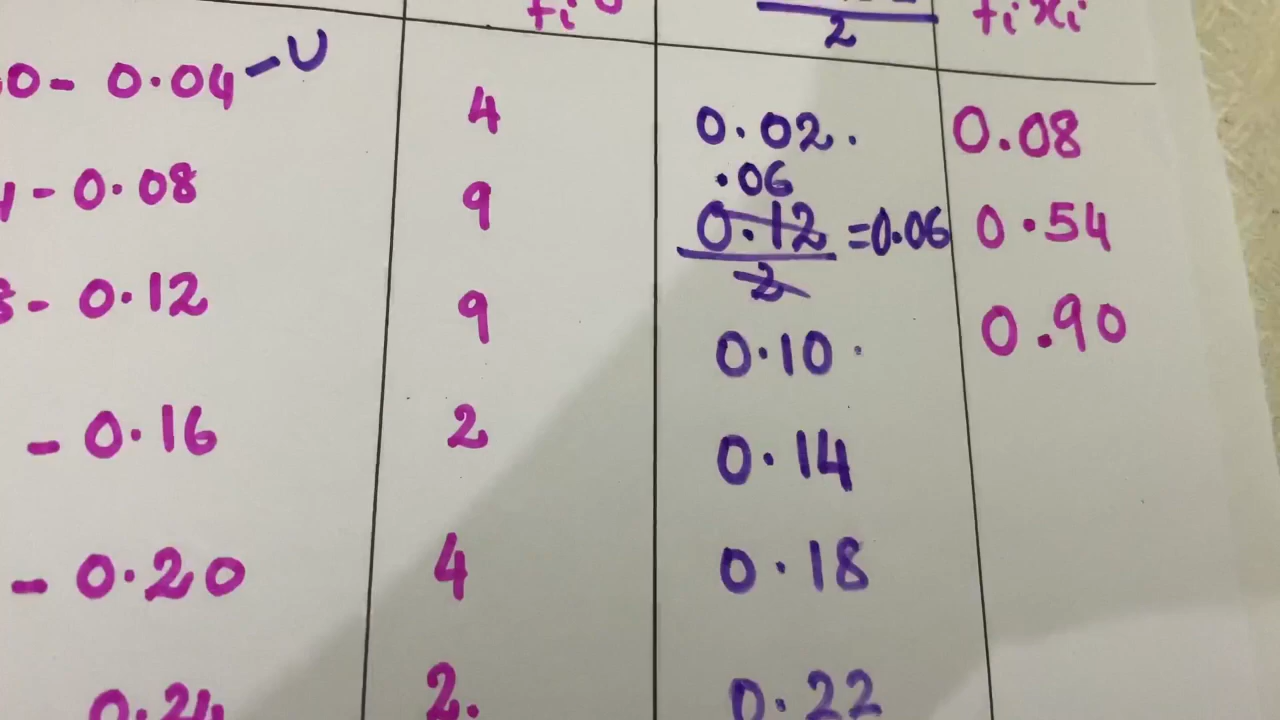 fi 2 fixi
0 - 0.04 - U 4 0.02. 0.08
.06
- 0.08 9 0.12 = 0.06 0.54
2
- 0.12 9 0.10 . 0.90
- 0.16 2 0.14
- 0.20 4 0.18
0.24 2. 0.22